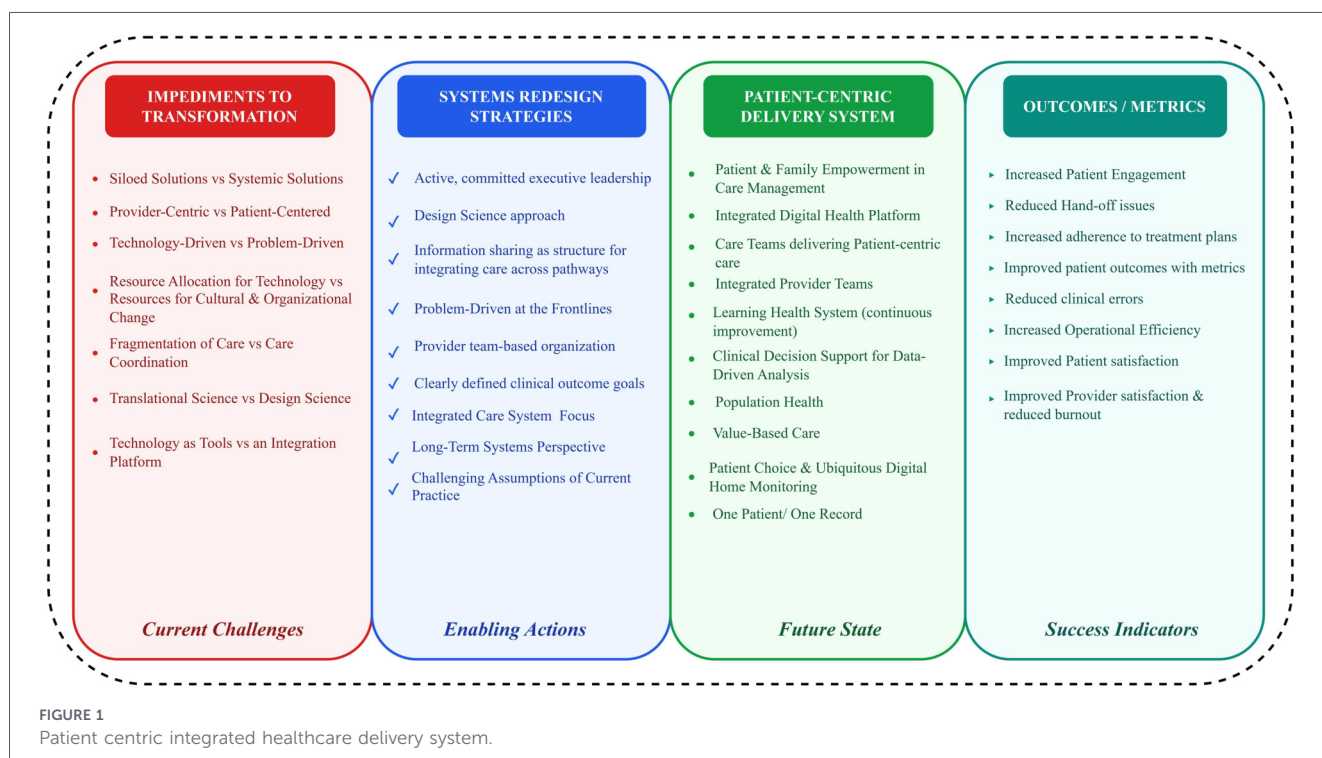 IMPEDIMENTS TO
TRANSFORMATION
• Siloed Solutions vs Systemic Solutions
• Provider-Centric vs Patient-Centered
• Technology-Driven vs Problem-Driven
• Resource Allocation for Technology vs
Resources for Cultural & Organizational
Change
• Fragmentation of Care vs Care
Coordination
• Translational Science vs Design Science
• Technology as Tools vs an Integration
Platform
Current Challenges
SYSTEMS REDESIGN
STRATEGIES
✓ Active, committed executive leadership
✓ Design Science approach
✓ Information sharing as structure for
integrating care across pathways
✓ Problem-Driven at the Frontlines
✓ Provider team-based organization
✓ Clearly defined clinical outcome goals
✓ Integrated Care System Focus
✓ Long-Term Systems Perspective
✓ Challenging Assumptions of Current
Practice
Enabling Actions
PATIENT-CENTRIC
DELIVERY SYSTEM
• Patient & Family Empowerment in
Care Management
• Integrated Digital Health Platform
• Care Teams delivering Patient-centric
care
• Integrated Provider Teams
• Learning Health System (continuous
improvement)
• Clinical Decision Support for Data-
Driven Analysis
• Population Health
• Value-Based Care
• Patient Choice & Ubiquitous Digital
Home Monitoring
• One Patient/ One Record
Future State
OUTCOMES / METRICS
▸ Increased Patient Engagement
▸ Reduced Hand-off issues
▸ Increased adherence to treatment plans
▸ Improved patient outcomes with metrics
▸ Reduced clinical errors
▸ Increased Operational Efficiency
▸ Improved Patient satisfaction
▸ Improved Provider satisfaction &
reduced burnout
Success Indicators
FIGURE 1
Patient centric integrated healthcare delivery system.